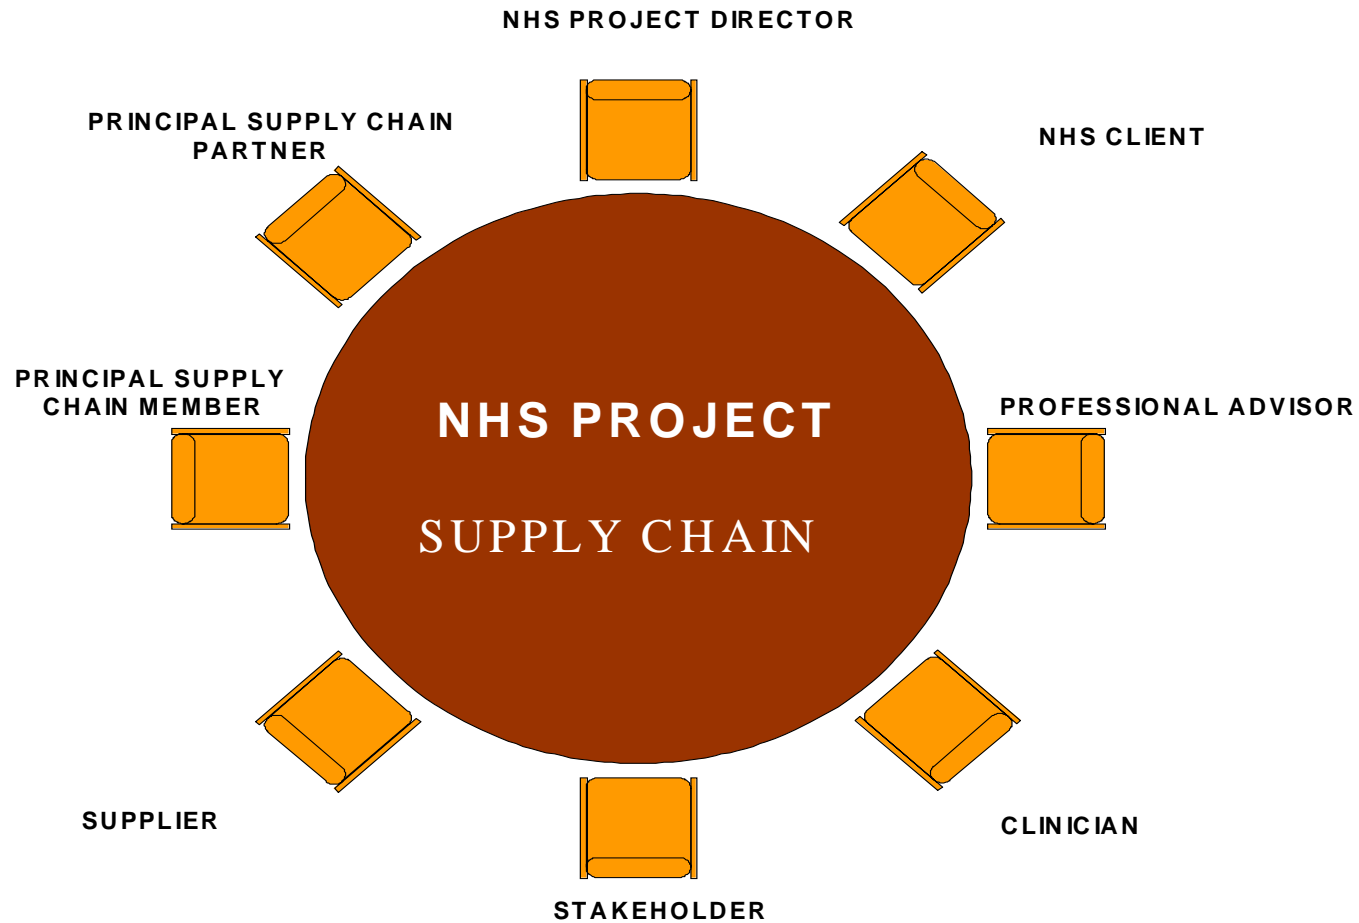 NHS PROJECT DIRECTOR
PRINCIPAL SUPPLY CHAIN
PARTNER
NHS CLIENT
PRINCIPAL SUPPLY
CHAIN MEMBER
PROFESSIONAL ADVISOR
NHS PROJECT
SUPPLY CHAIN
SUPPLIER
CLINICIAN
STAKEHOLDER